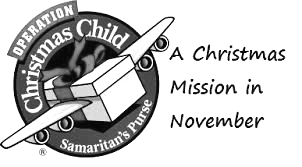 OPERATION
Christmas Child
Samaritan's Purse
®
A Christmas
Mission in
November